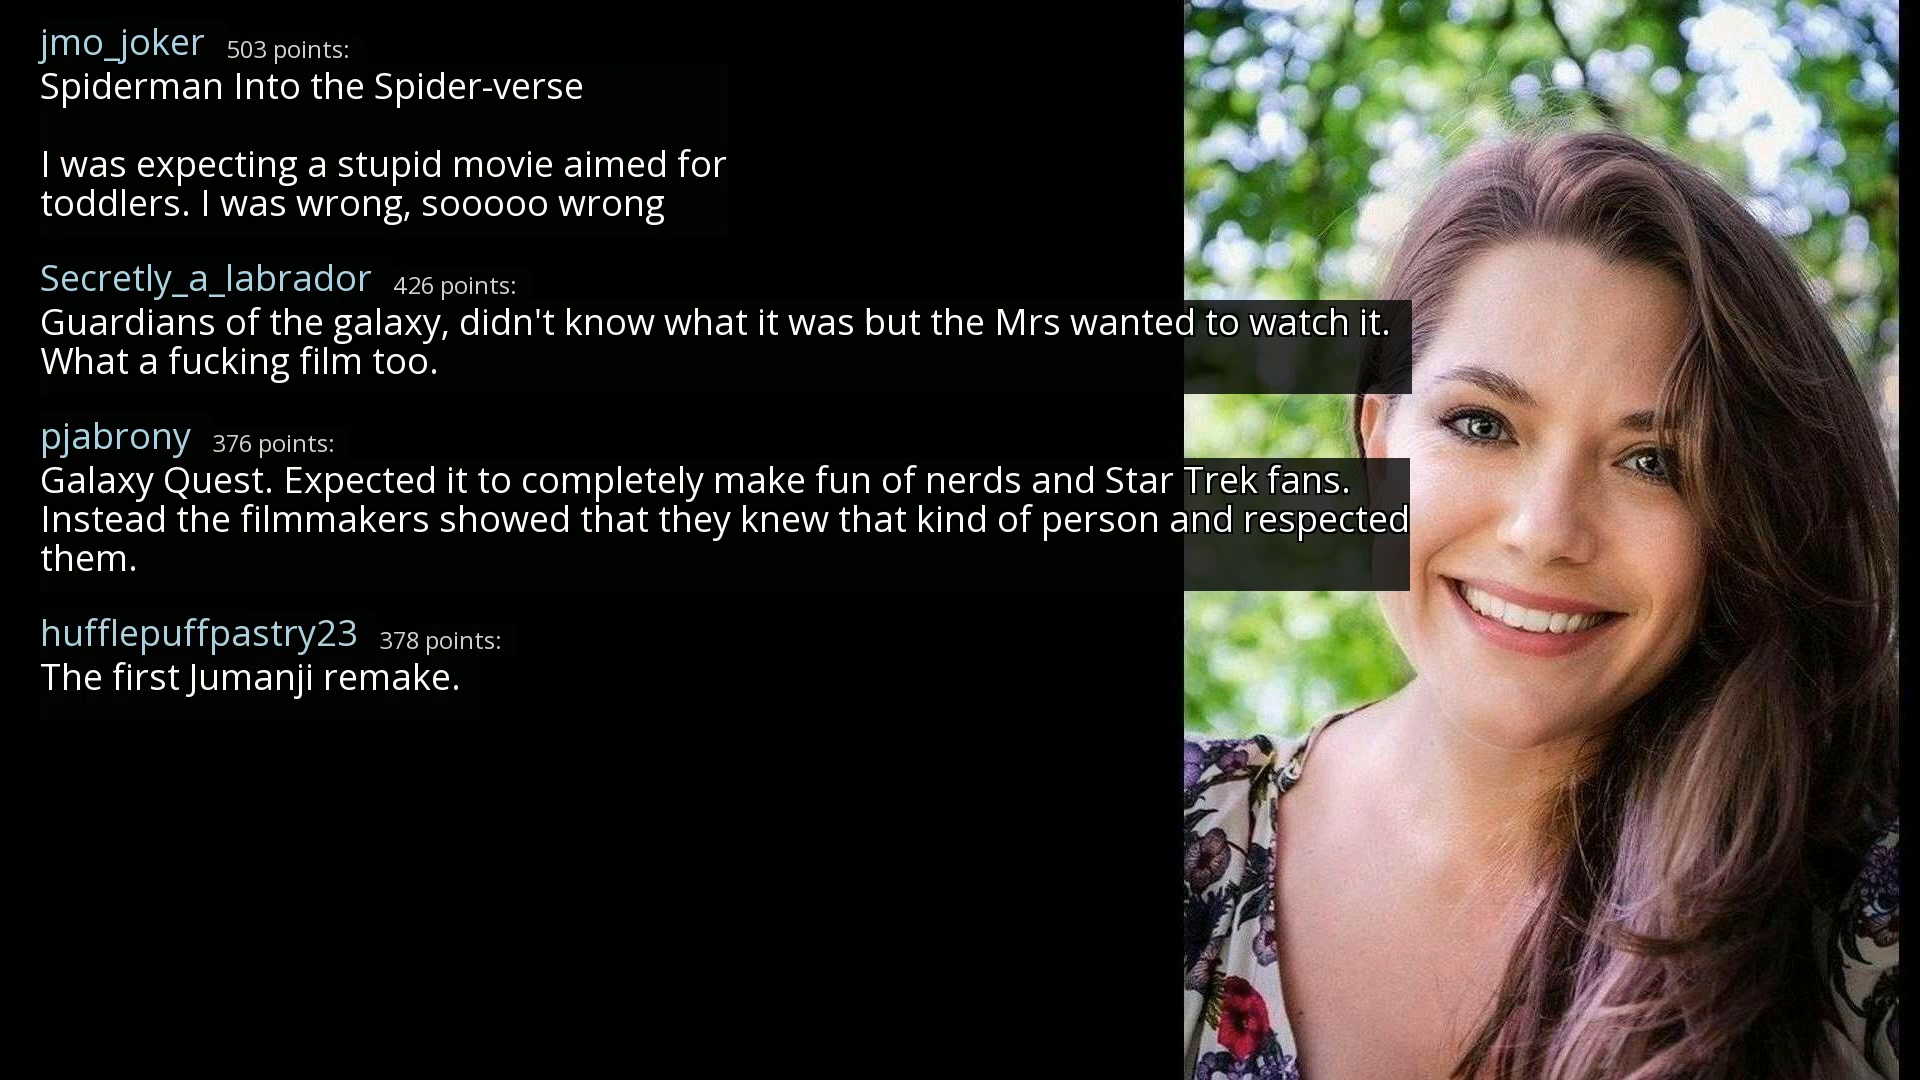 jmo_joker 503 points:
Spiderman Into the Spider-verse
I was expecting a stupid movie aimed for
toddlers. I was wrong, sooooo wrong
Secretly_a_labrador 426 points:
Guardians of the galaxy, didn't know what it was but the Mrs wanted to watch it.
What a fucking film too.
pjabrony 376 points:
Galaxy Quest. Expected it to completely make fun of nerds and Star Trek fans.
Instead the filmmakers showed that they knew that kind of person and respected
them.
hufflepuffpastry23 378 points:
The first Jumanji remake.